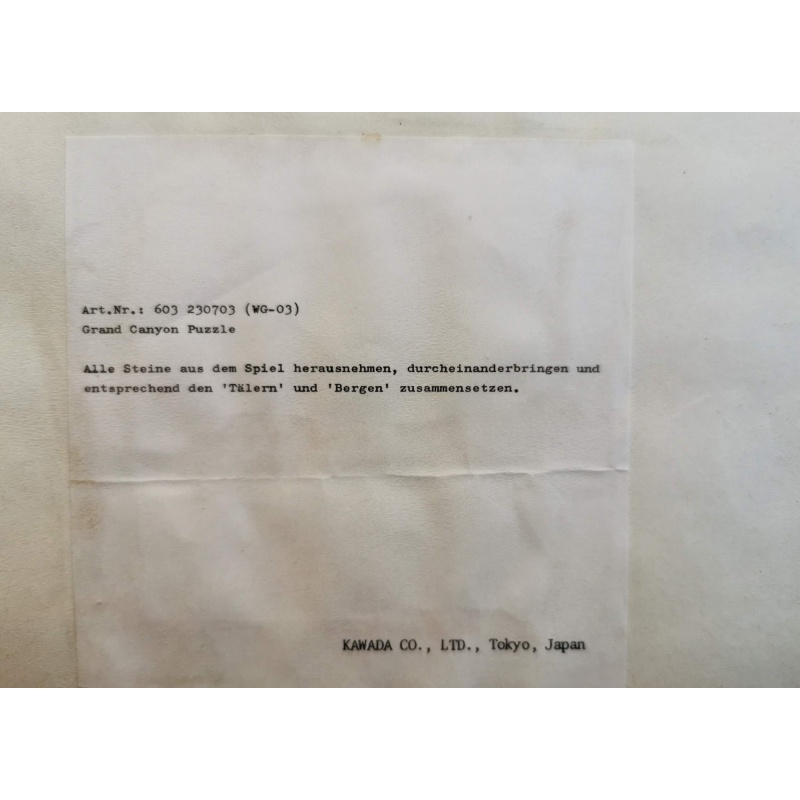 Art.Nr.: 603 230703 (WG-03)
Grand Canyon Puzzle
Alle Steine aus dem Spiel herausnehmen, durcheinanderbringen und
entsprechend den 'Tälern' und 'Bergen' zusammensetzen.
KAWADA CO., LTD., Tokyo, Japan